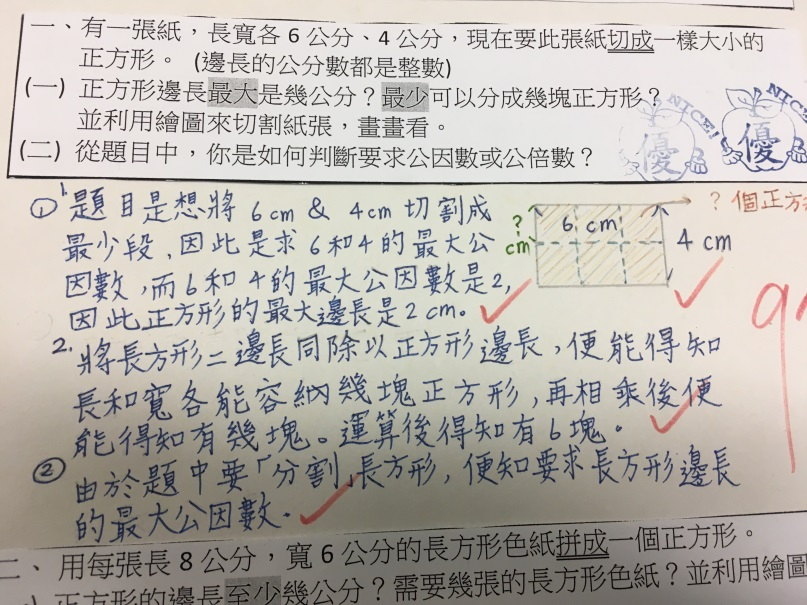 一、有一張紙，長寬各6公分、4公分，現在要此張紙切成一樣大小的
正方形。（邊長的公分數都是整數）
(一) 正方形邊長最大是幾公分？最少可以分成幾塊正方形？
並利用繪圖來切割紙張，畫畫看。
(二) 從題目中，你是如何判斷要求公因數或公倍數？
NICE!
優
NICE
優
① 1. 題目是想將 6cm & 4cm 切割成
最少段，因此是求6和4的最大公
因數，而6和4的最大公因數是2，
因此正方形的最大邊長是2cm。
? cm
6 cm
4 cm
? 個正方
2. 將長方形二邊長同除以正方形邊長，便能得知
長和寬各能容納幾塊正方形，再相乘後便
能得知有幾塊。運算後得知有6塊。
② 由於題中要「分割」長方形，便知要求長方形邊長
的最大公因數。
9
二、用每張長8公分，寬6公分的長方形色紙拼成一個正方形。
正方形的邊長至少幾公分？需要幾張的長方形色紙？並利用繪圖